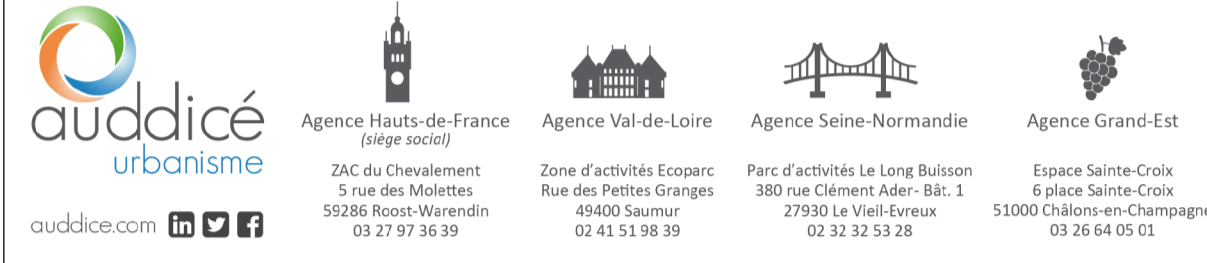 auddicé
urbanisme
auddice.com
Agence Hauts-de-France
(siège social)
ZAC du Chevalement
5 rue des Molettes
59286 Roost-Warendin
03 27 97 36 39
Agence Val-de-Loire
Zone d'activités Ecoparc
Rue des Petites Granges
49400 Saumur
02 41 51 98 39
Agence Seine-Normandie
Parc d'activités Le Long Buisson
380 rue Clément Ader- Bât. 1
27930 Le Vieil-Evreux
02 32 32 53 28
Agence Grand-Est
Espace Sainte-Croix
6 place Sainte-Croix
51000 Châlons-en-Champagne
03 26 64 05 01